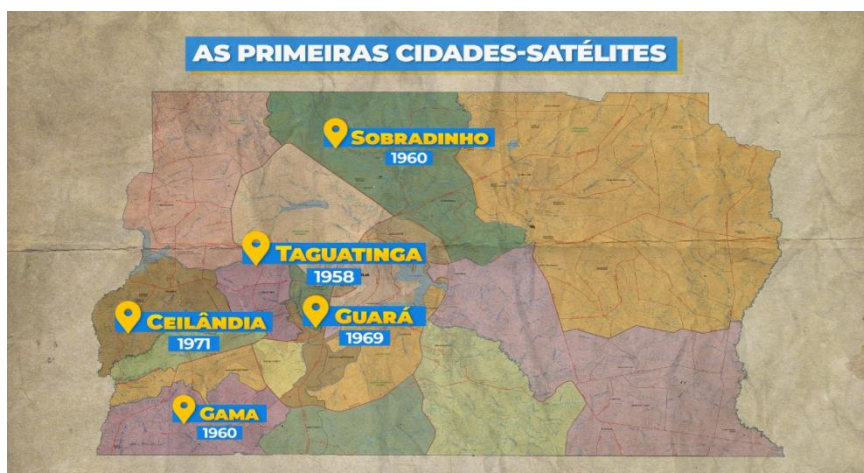 AS PRIMEIRAS CIDADES-SATÉLITES
SOBRADINHO
1960
TAGUATINGA
1958
CEILÂNDIA
1971
GUARÁ
1969
GAMA
1960